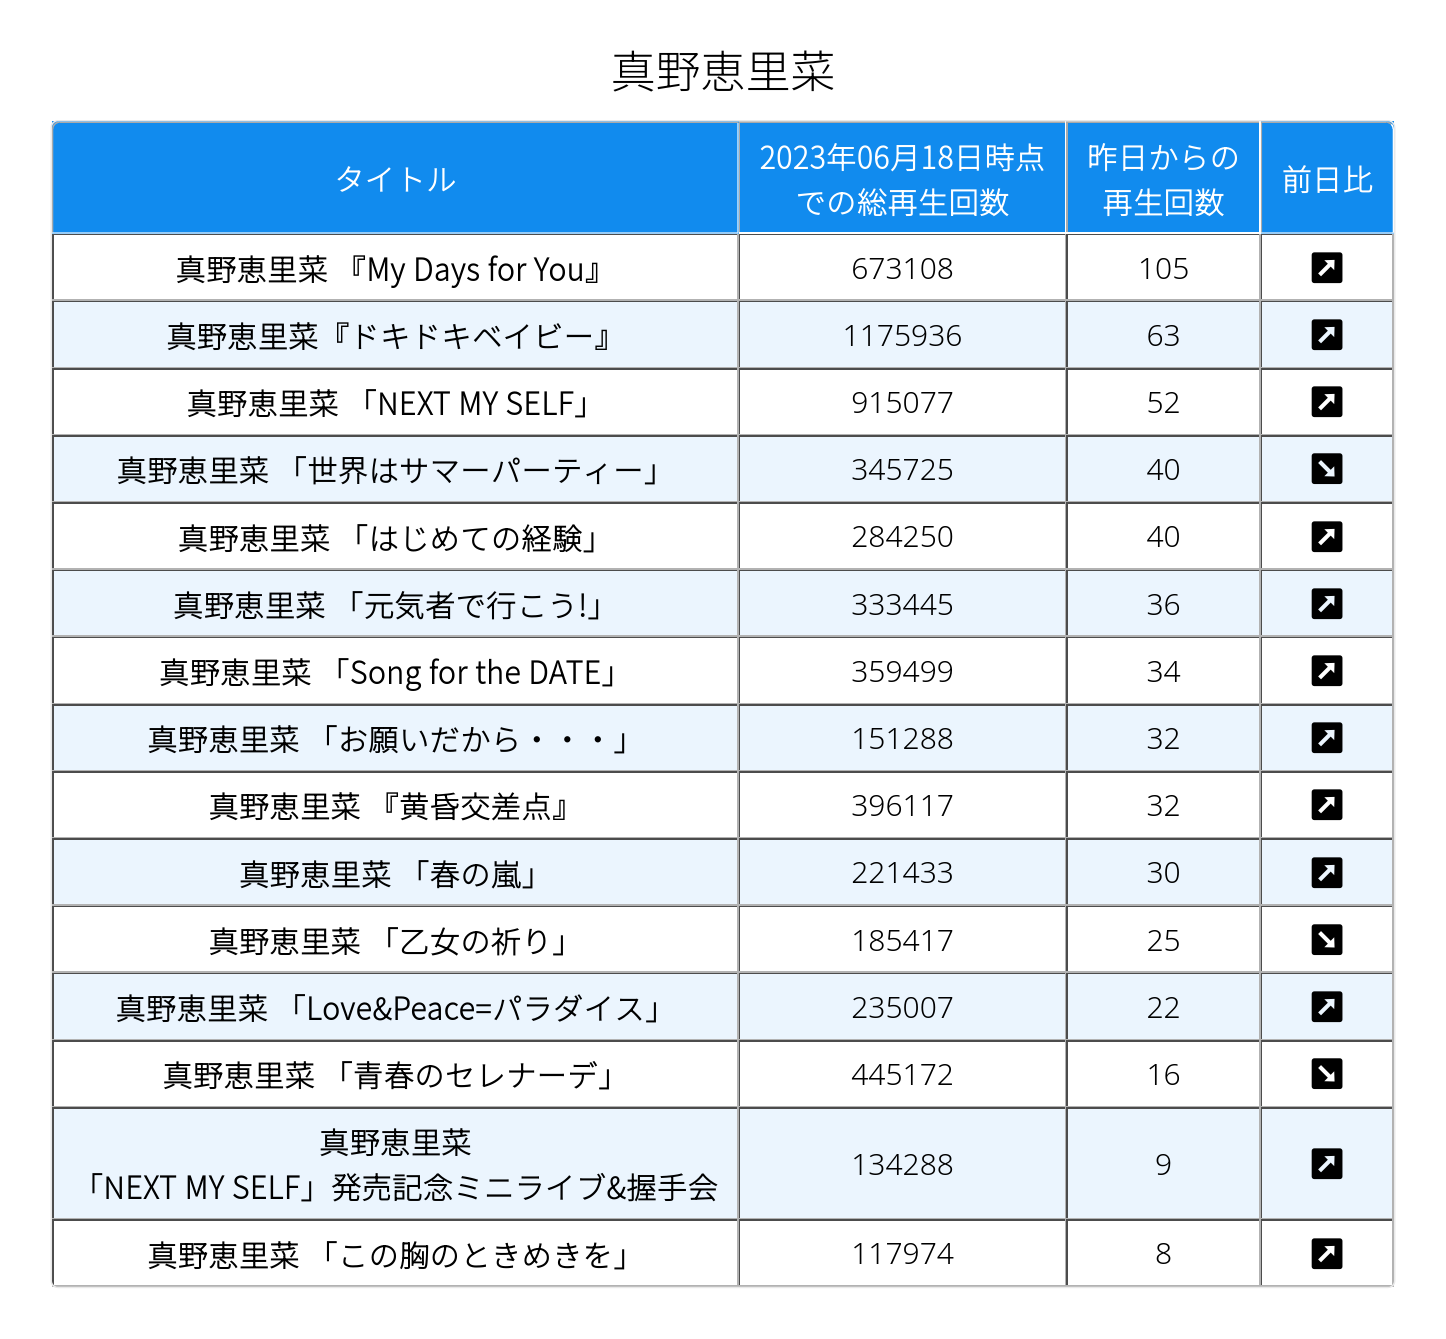 真野恵里菜
タイトル
2023年06月18日時点
での総再生回数
昨日からの
再生回数
前日比
真野恵里菜 『My Days for You』 673108 105
真野恵里菜『ドキドキベイビー』 1175936 63
真野恵里菜 「NEXT MY SELF」 915077 52
真野恵里菜 「世界はサマーパーティー」 345725 40
真野恵里菜 「はじめての経験」 284250 40
真野恵里菜 「元気者で行こう!」 333445 36
真野恵里菜 「Song for the DATE」 359499 34
真野恵里菜 「お願いだから・・・」 151288 32
真野恵里菜 『黄昏交差点』 396117 32
真野恵里菜 「春の嵐」 221433 30
真野恵里菜 「乙女の祈り」 185417 25
真野恵里菜 「Love&Peace=パラダイス」 235007 22
真野恵里菜 「青春のセレナーデ」 445172 16
真野恵里菜
「NEXT MY SELF」発売記念ミニライブ&握手会 134288 9
真野恵里菜 「この胸のときめきを」 117974 8